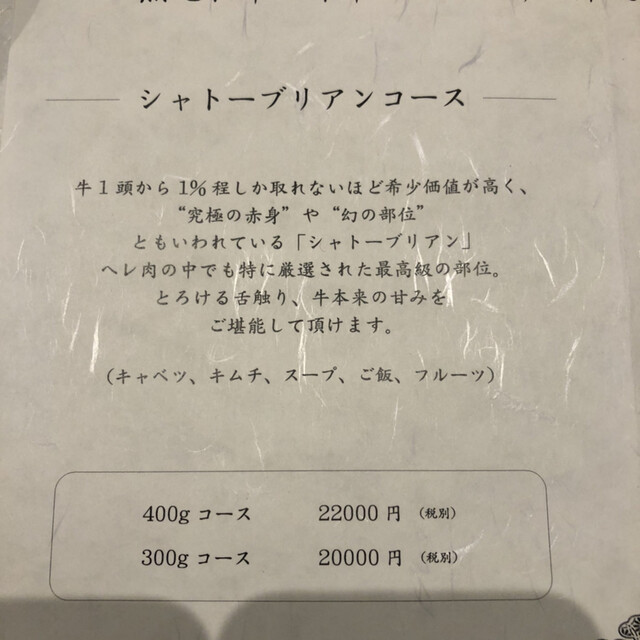 シャトーブリアンコース
牛1頭から1%程しか取れないほど希少価値が高く、
“究極の赤身”や“幻の部位”
ともいわれている「シャトーブリアン」
ヘレ肉の中でも特に厳選された最高級の部位。
とろける舌触り、牛本来の甘みを
ご堪能して頂けます。
(キャベツ、キムチ、スープ、ご飯、フルーツ)
400g コース 22000 円 (税別)
300g コース 20000 円 (税別)